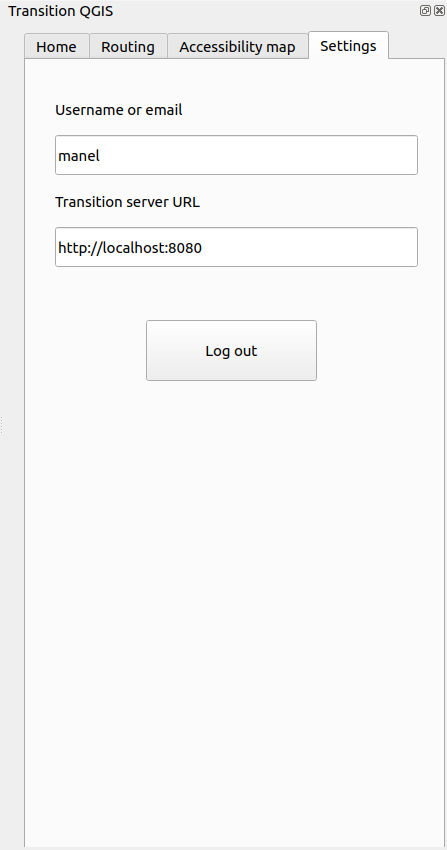 Transition QGIS
Home Routing Accessibility map Settings
Username or email
manel
Transition server URL
http://localhost:8080
Log out